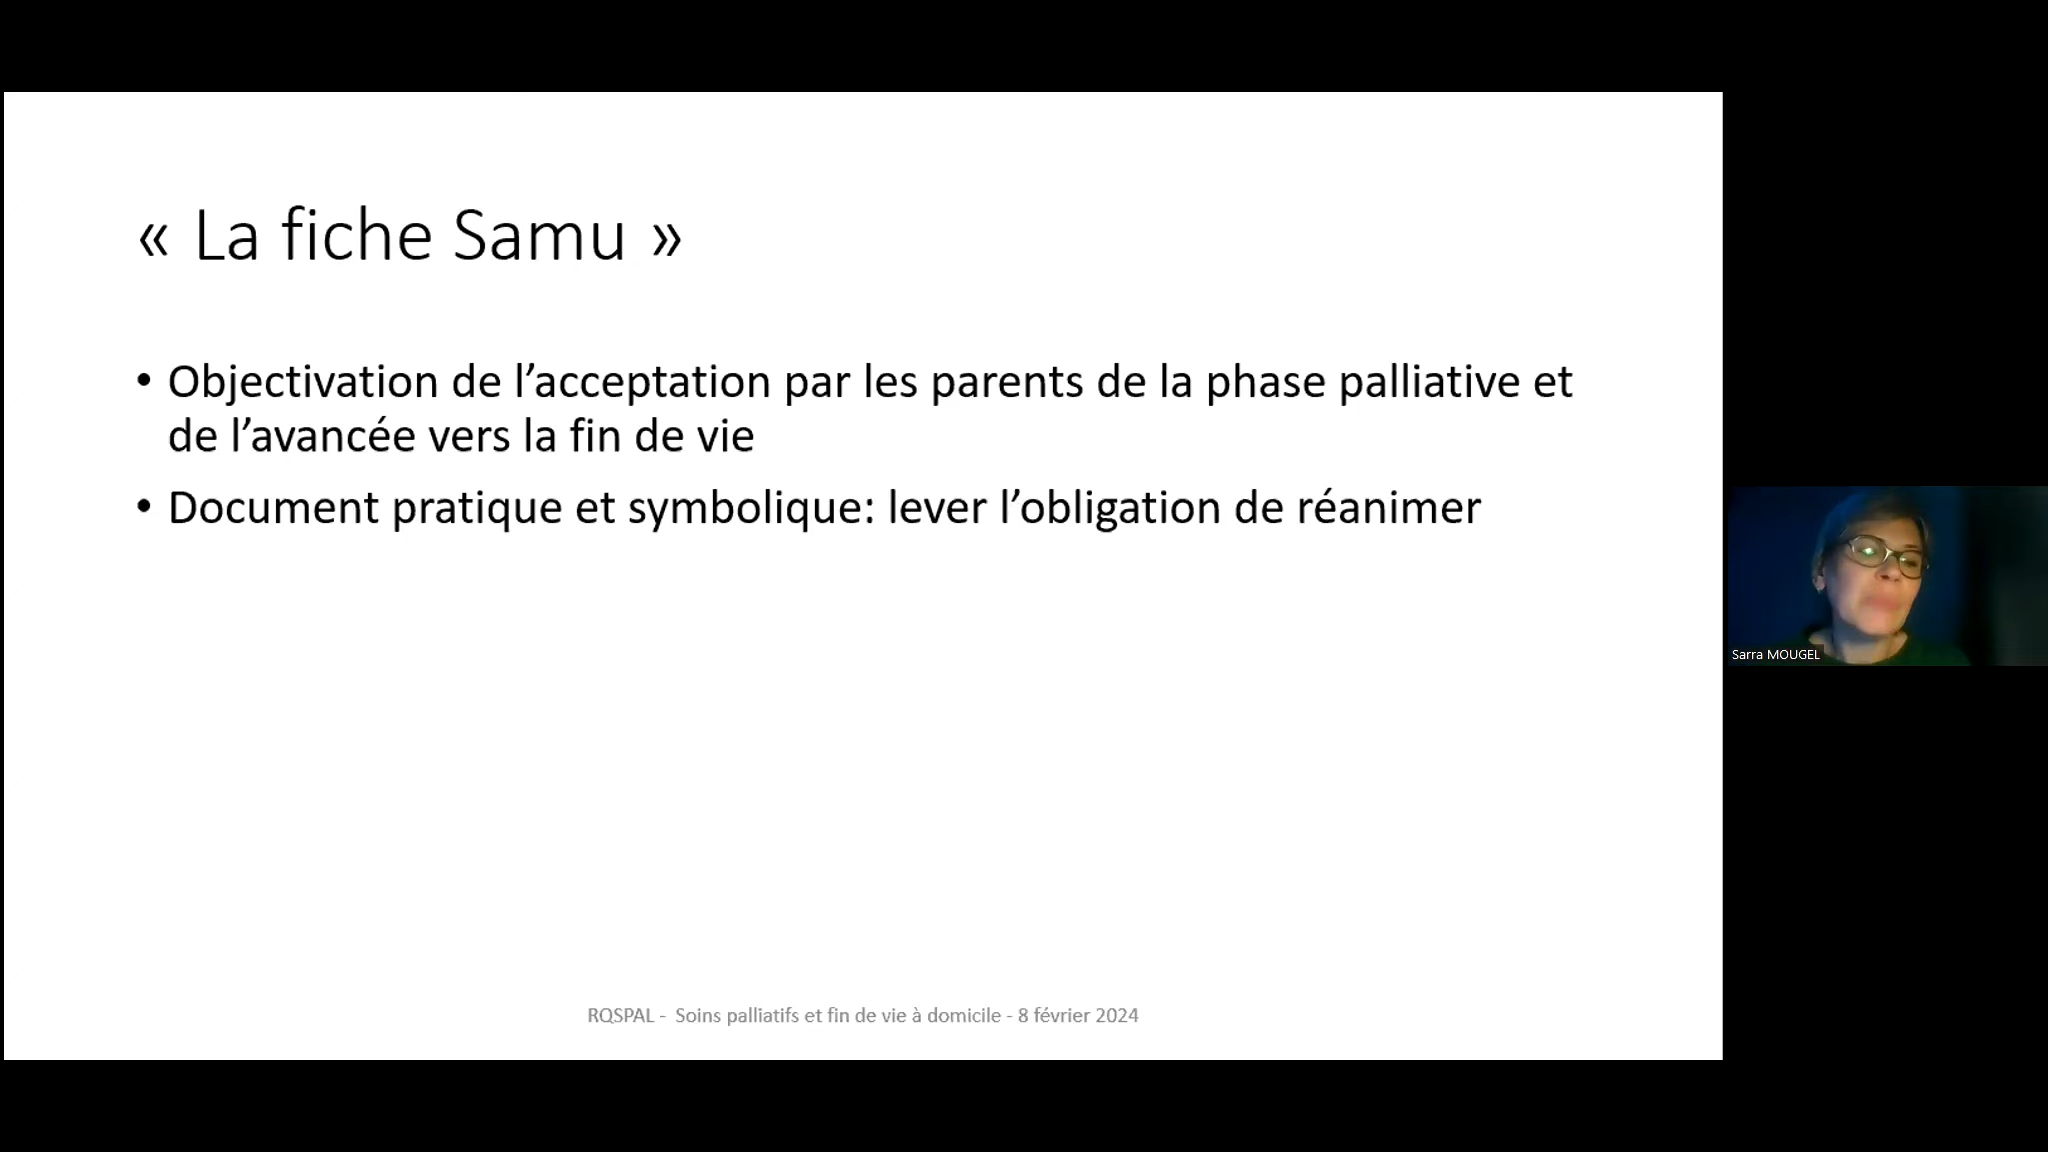 « La fiche Samu »
• Objectivation de l’acceptation par les parents de la phase palliative et
de l’avancée vers la fin de vie
• Document pratique et symbolique: lever l’obligation de réanimer
Sarra MOUGEL
RQSPAL - Soins palliatifs et fin de vie à domicile - 8 février 2024